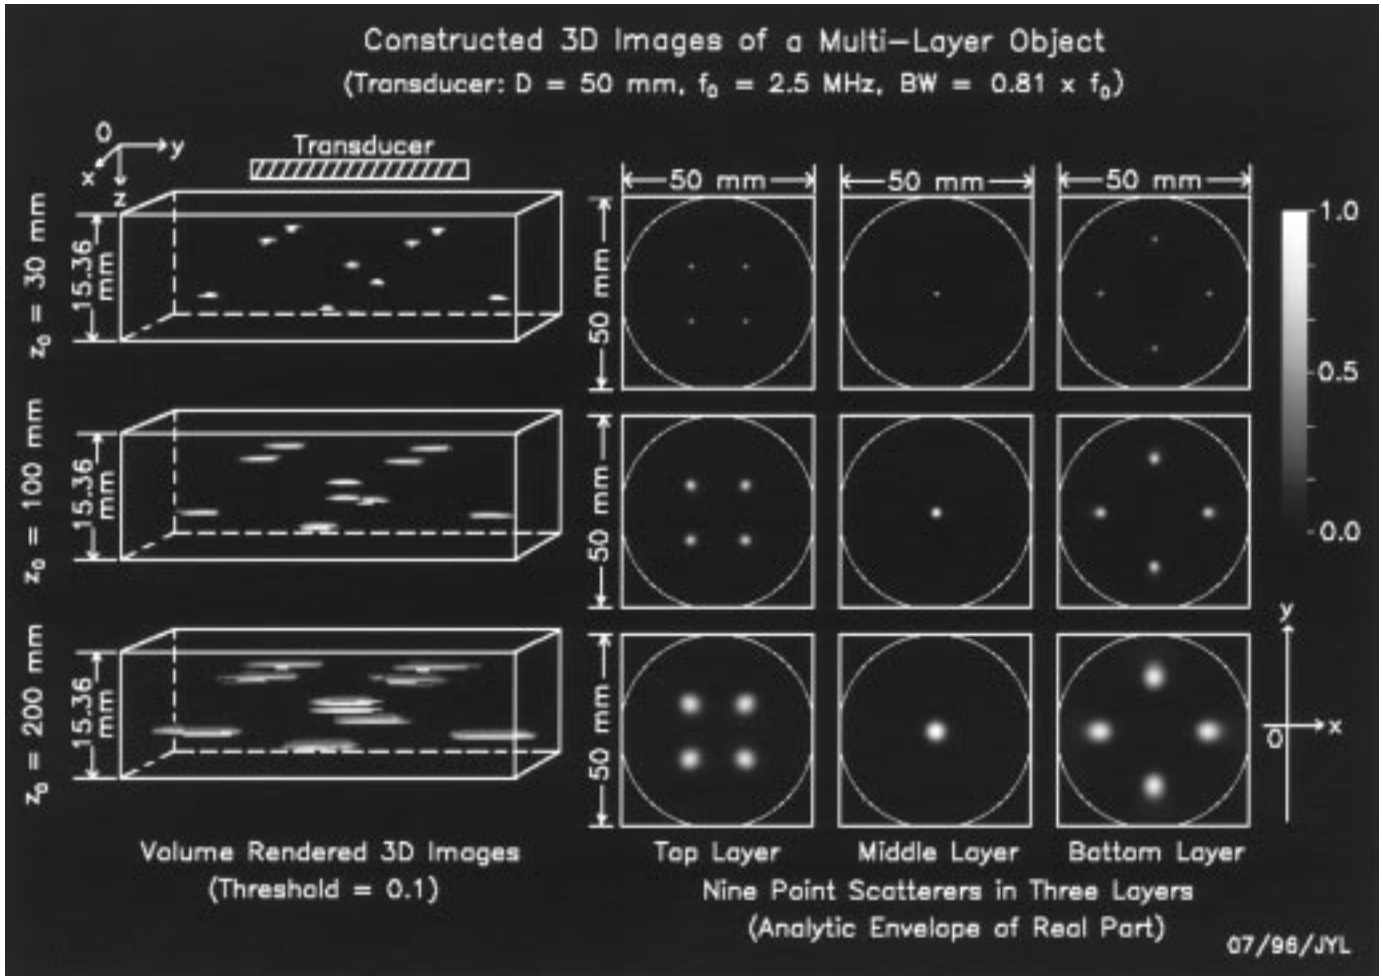 Constructed 3D Images of a Multi-Layer Object
(Transducer: D = 50 mm, f₀ = 2.5 MHz, BW = 0.81 x f₀)
0
y
x
z
Transducer
50 mm
50 mm
50 mm
z₀ = 30 mm
15.36 mm
50 mm
1.0
0.5
0.0
z₀ = 100 mm
15.36 mm
50 mm
z₀ = 200 mm
15.36 mm
50 mm
y
0
x
Volume Rendered 3D Images
(Threshold = 0.1)
Top Layer
Middle Layer
Bottom Layer
Nine Point Scatterers in Three Layers
(Analytic Envelope of Real Part)
07/96/JYL